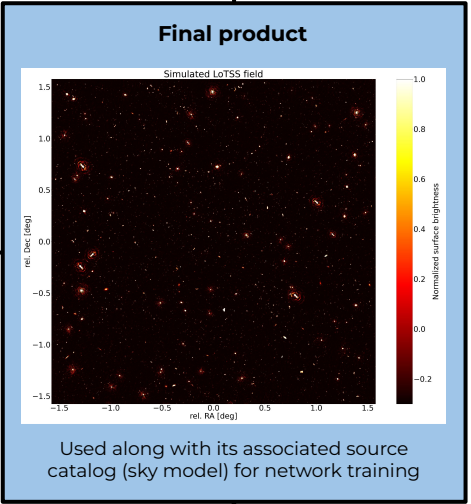 Final product
Simulated LoTSS field
1.5
1.0
0.5
0.0
−0.5
−1.0
−1.5
rel. Dec [deg]
−1.5 −1.0 −0.5 0.0 0.5 1.0 1.5
rel. RA [deg]
1.0
0.8
0.6
0.4
0.2
0.0
−0.2
Normalized surface brightness
Used along with its associated source
catalog (sky model) for network training